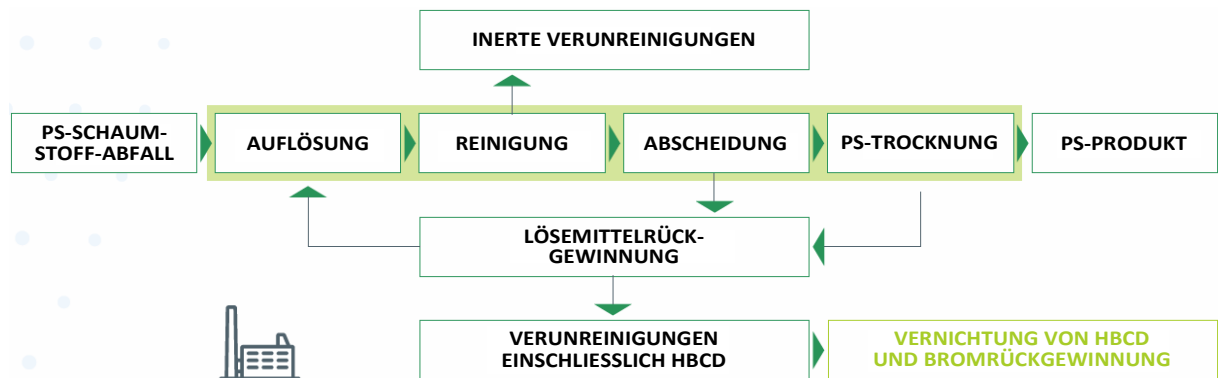 INERTE VERUNREINIGUNGEN
PS-SCHAUM-
STOFF-ABFALL
AUFLÖSUNG
REINIGUNG
ABSCHEIDUNG
PS-TROCKNUNG
PS-PRODUKT
LÖSEMITTELRÜCK-
GEWINNUNG
VERUNREINIGUNGEN
EINSCHLIESSLICH HBCD
VERNICHTUNG VON HBCD
UND BROMRÜCKGEWINNUNG